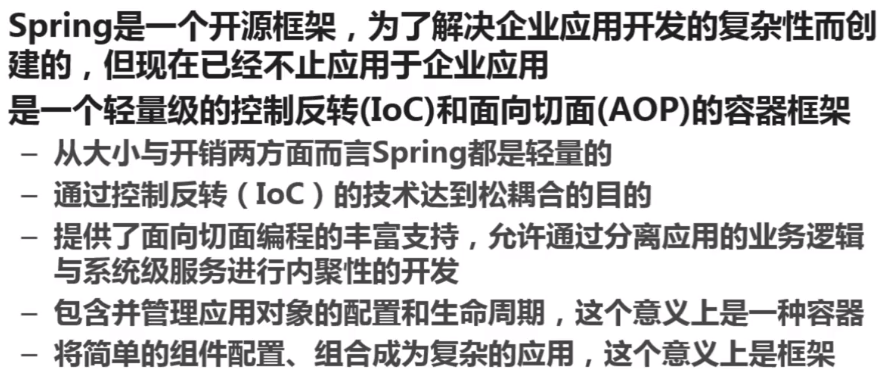 Spring是一个开源框架，为了解决企业应用开发的复杂性而创
建的，但现在已经不止应用于企业应用
是一个轻量级的控制反转(IoC)和面向切面(AOP)的容器框架
– 从大小与开销两方面而言Spring都是轻量的
– 通过控制反转（IoC）的技术达到松耦合的目的
– 提供了面向切面编程的丰富支持，允许通过分离应用的业务逻辑
与系统级服务进行内聚性的开发
– 包含并管理应用对象的配置和生命周期，这个意义上是一种容器
– 将简单的组件配置、组合成为复杂的应用，这个意义上是框架